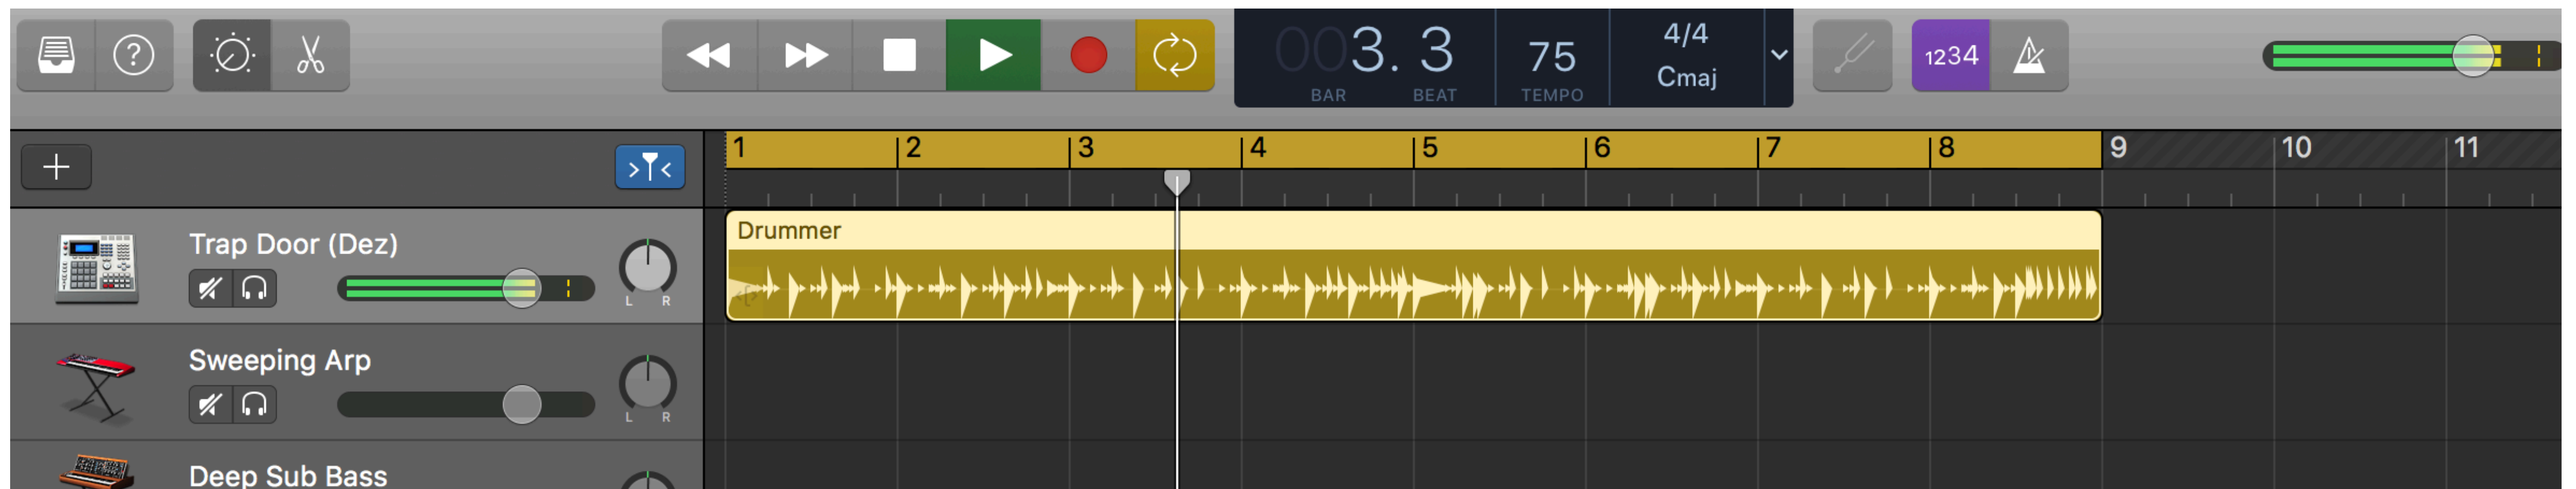 ?
003. 3
BAR BEAT
75
TEMPO
4/4
Cmaj
1234
1 2 3 4 5 6 7 8 9 10 11
Trap Door (Dez)
L R
Drummer
Sweeping Arp
L R
Deep Sub Bass